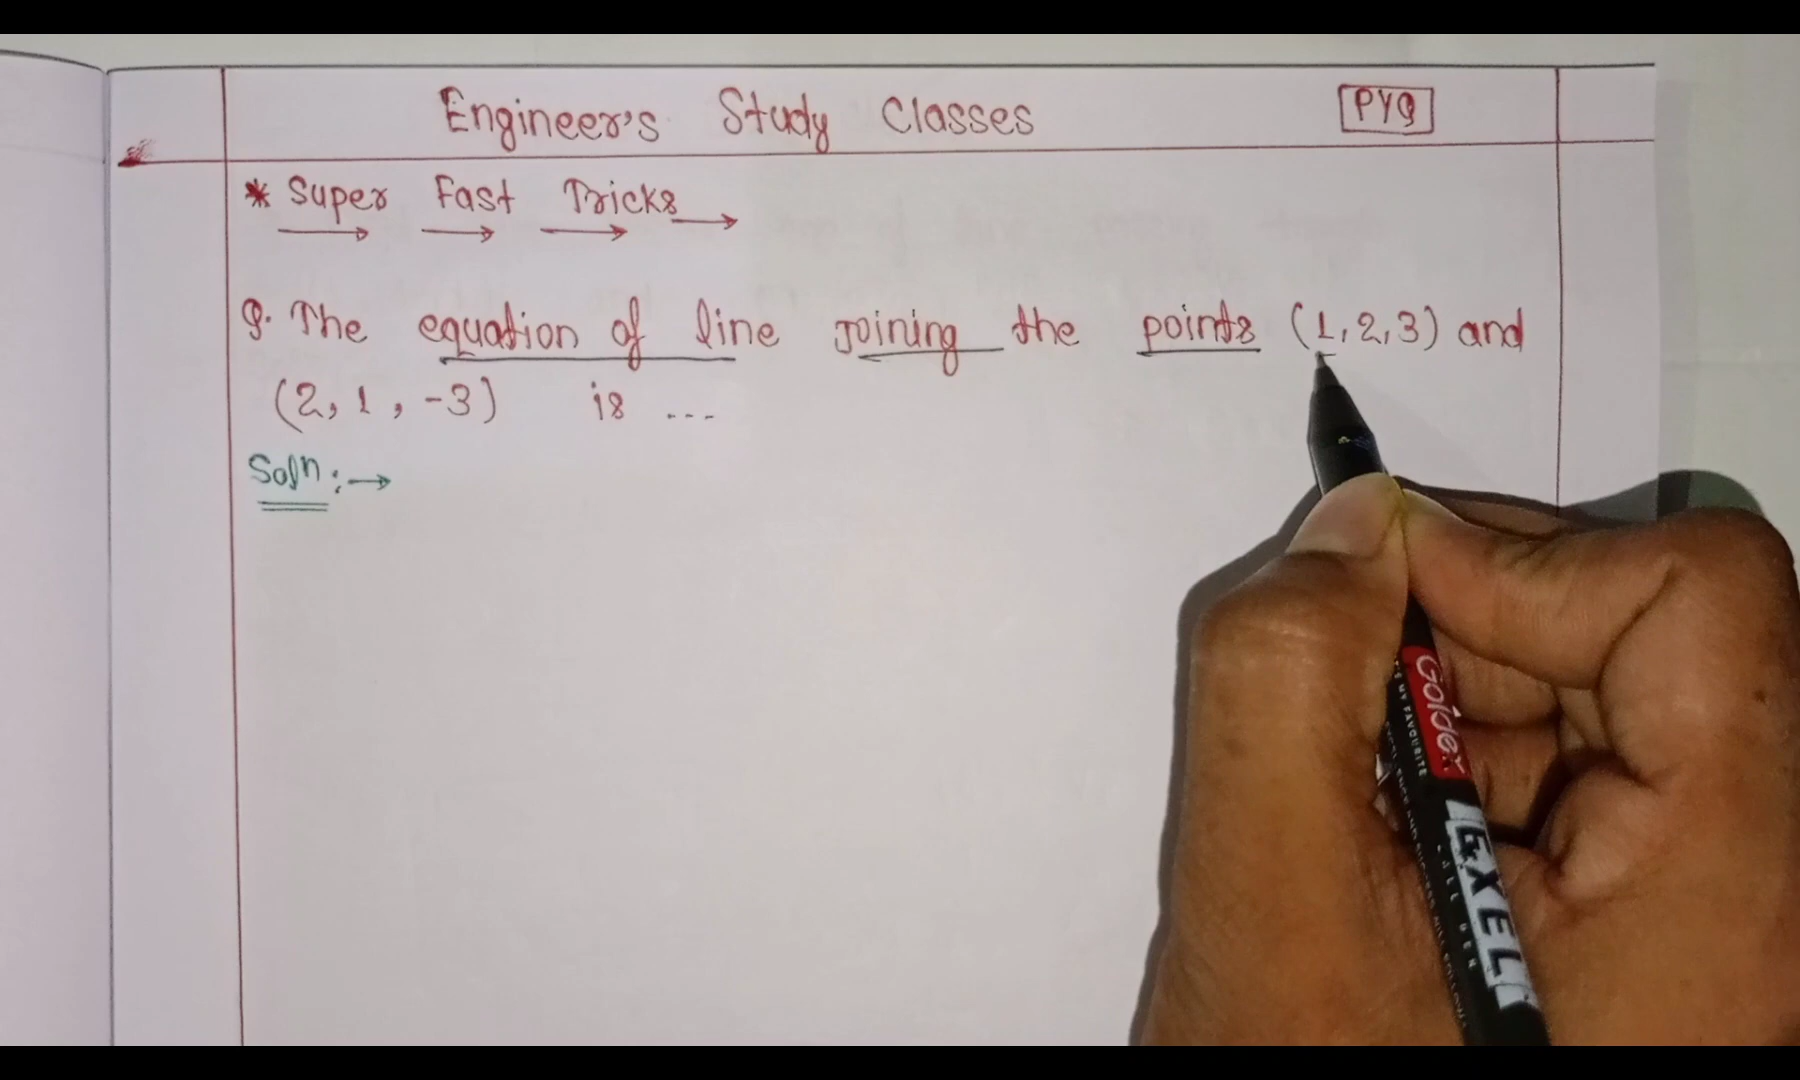 Engineer's Study Classes
PYQ
* Super Fast Tricks
Q. The equation of line Joining the points (1, 2, 3) and
(2, 1, -3) is ...
Soln :→
Goldex
EXEL